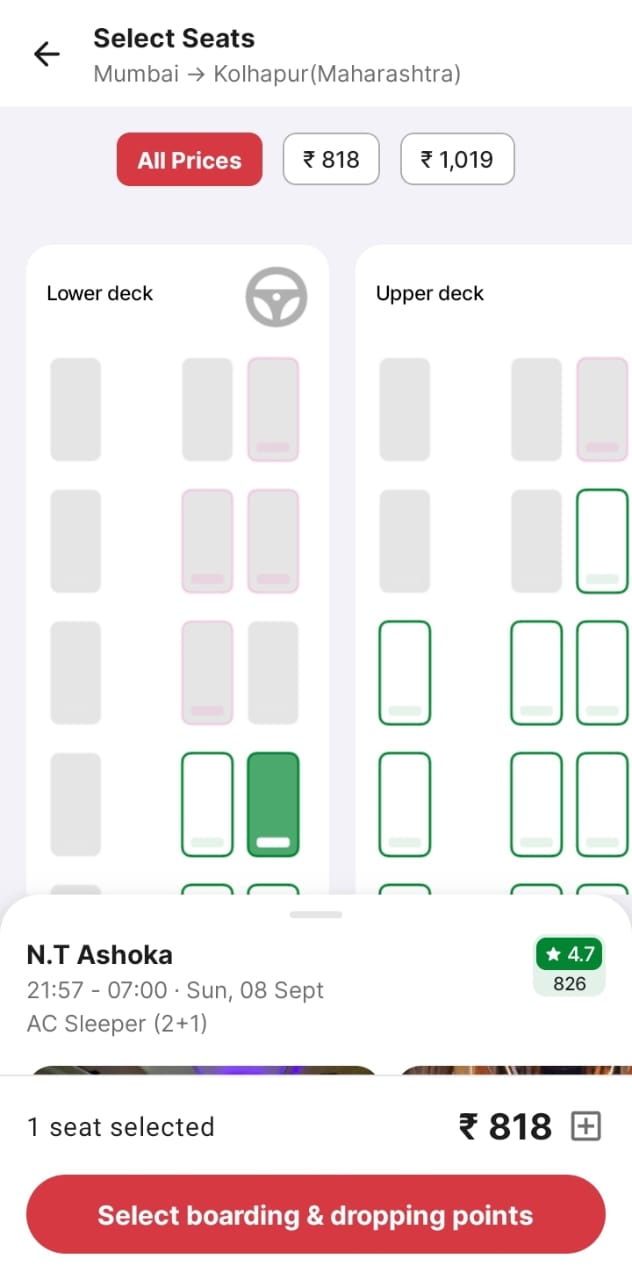 Select Seats
Mumbai → Kolhapur(Maharashtra)
All Prices
₹ 818
₹ 1,019
Lower deck
Upper deck
N.T Ashoka
★ 4.7
21:57 - 07:00 · Sun, 08 Sept
826
AC Sleeper (2+1)
1 seat selected
₹ 818
Select boarding & dropping points